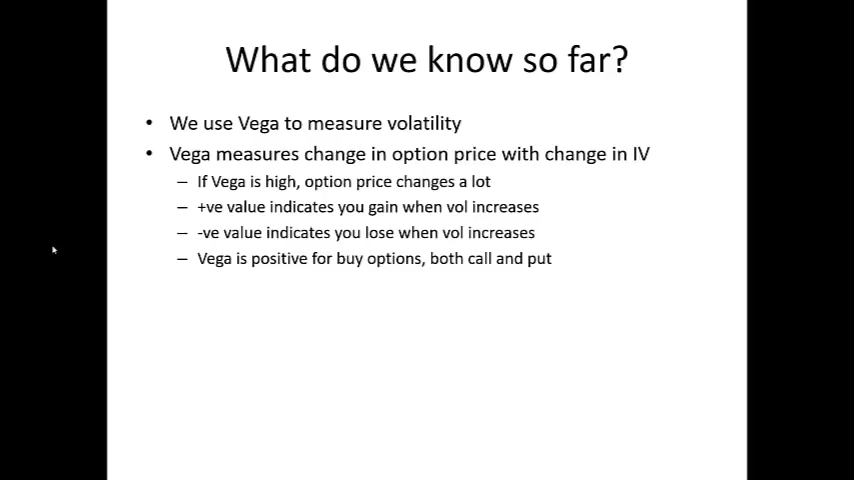 What do we know so far?
• We use Vega to measure volatility
• Vega measures change in option price with change in IV
– If Vega is high, option price changes a lot
– +ve value indicates you gain when vol increases
– -ve value indicates you lose when vol increases
– Vega is positive for buy options, both call and put